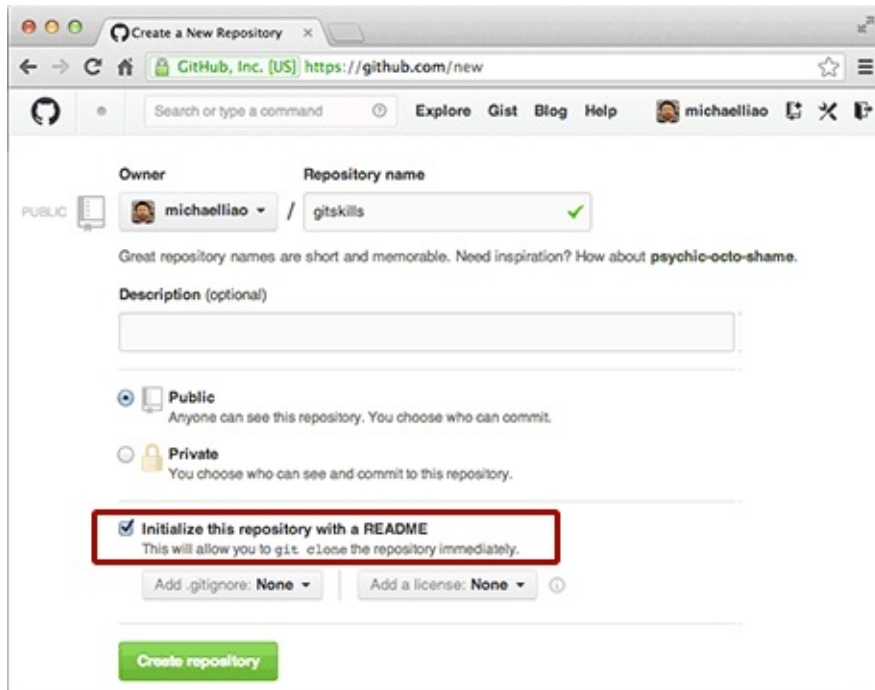 Create a New Repository
GitHub, Inc. [US] https://github.com/new
Search or type a command Explore Gist Blog Help michaelliao
Owner Repository name
PUBLIC michaelliao / gitskills
Great repository names are short and memorable. Need inspiration? How about psychic-octo-shame.
Description (optional)
Public
Anyone can see this repository. You choose who can commit.
Private
You choose who can see and commit to this repository.
Initialize this repository with a README
This will allow you to git clone the repository immediately.
Add .gitignore: None Add a license: None
Create repository